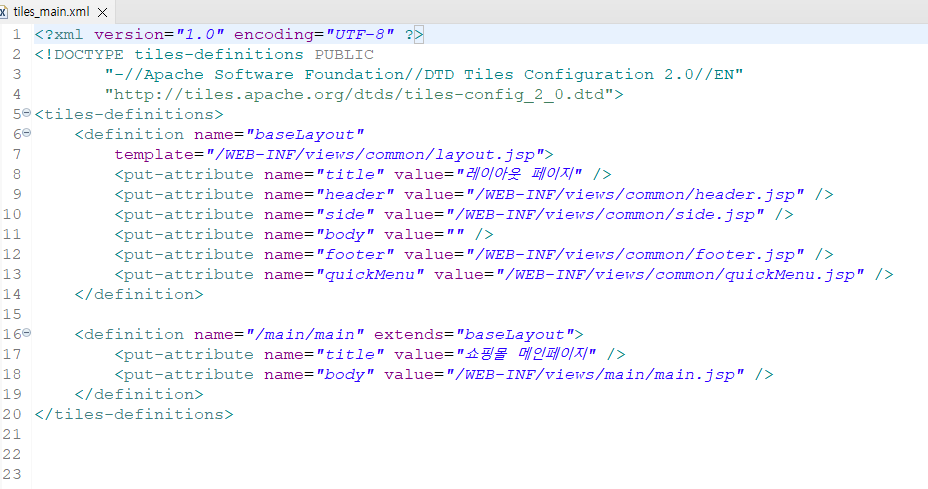 tiles_main.xml
1 <?xml version="1.0" encoding="UTF-8" ?>
2 <!DOCTYPE tiles-definitions PUBLIC
3 "-//Apache Software Foundation//DTD Tiles Configuration 2.0//EN"
4 "http://tiles.apache.org/dtds/tiles-config_2_0.dtd">
5 <tiles-definitions>
6 <definition name="baseLayout"
7 template="/WEB-INF/views/common/layout.jsp">
8 <put-attribute name="title" value="레이아웃 페이지" />
9 <put-attribute name="header" value="/WEB-INF/views/common/header.jsp" />
10 <put-attribute name="side" value="/WEB-INF/views/common/side.jsp" />
11 <put-attribute name="body" value="" />
12 <put-attribute name="footer" value="/WEB-INF/views/common/footer.jsp" />
13 <put-attribute name="quickMenu" value="/WEB-INF/views/common/quickMenu.jsp" />
14 </definition>
15
16 <definition name="/main/main" extends="baseLayout">
17 <put-attribute name="title" value="쇼핑몰 메인페이지" />
18 <put-attribute name="body" value="/WEB-INF/views/main/main.jsp" />
19 </definition>
20 </tiles-definitions>
21
22
23